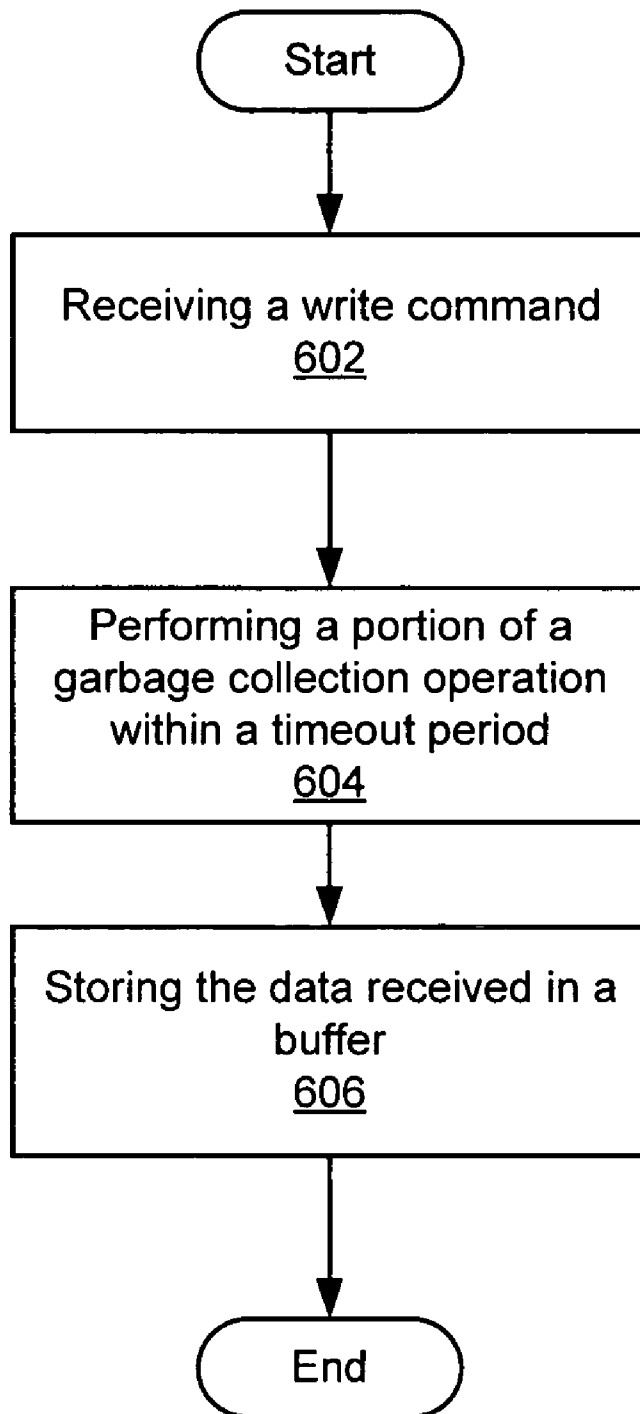 Start
Receiving a write command
602
Performing a portion of a
garbage collection operation
within a timeout period
604
Storing the data received in a
buffer
606
End